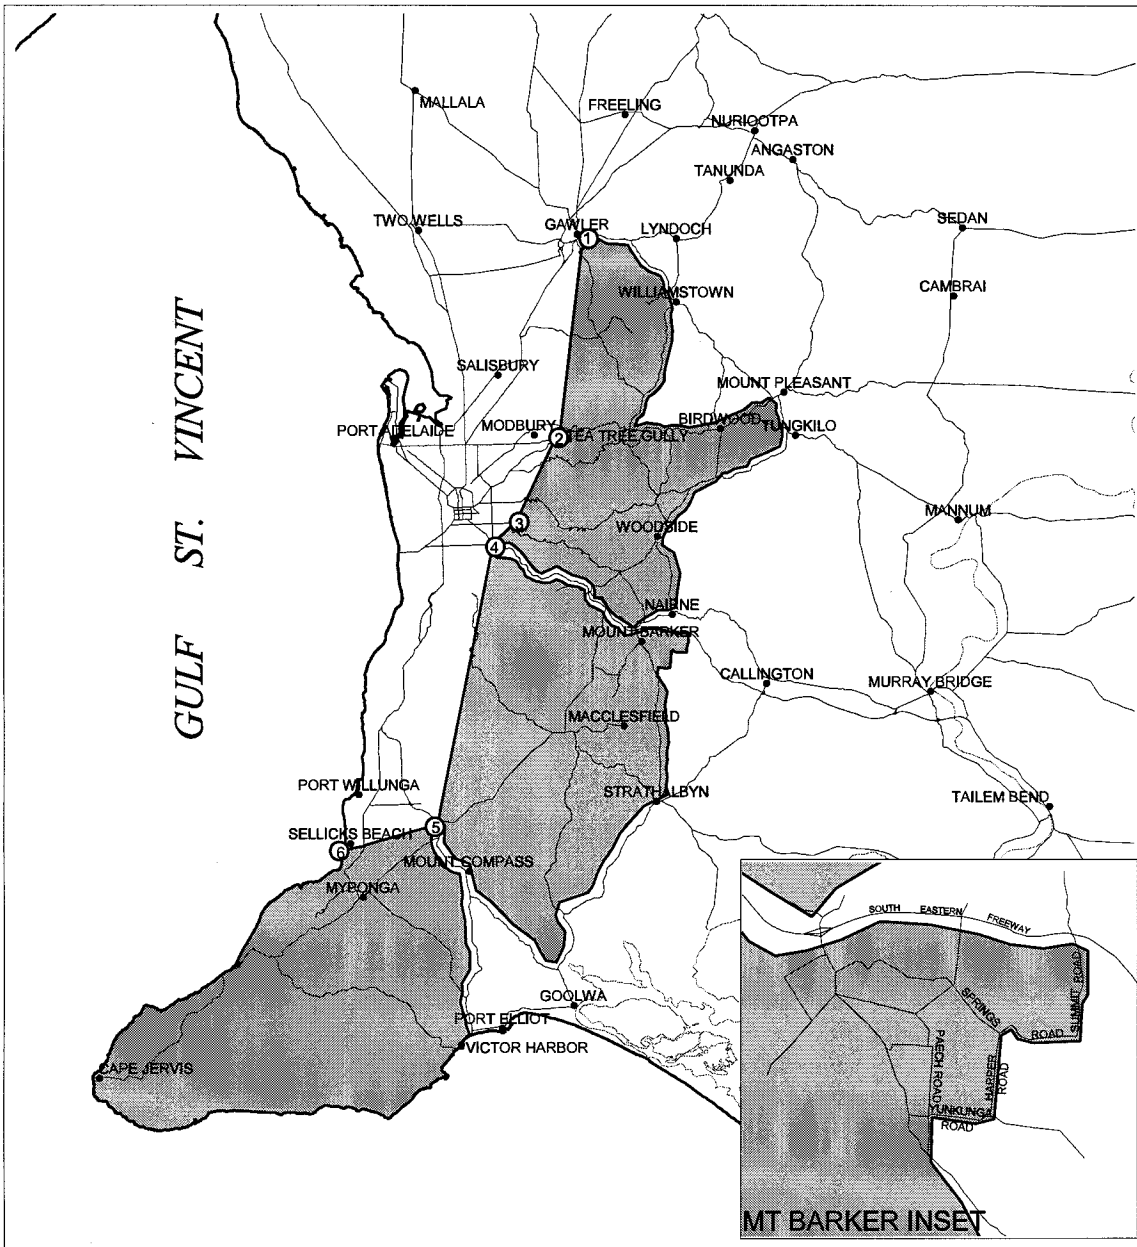 MALLALA
FREELING
NURIOOTPA
ANGASTON
TANUNDA
TWO WELLS
GAWLER
1
LYNDOCH
SEDAN
WILLIAMSTOWN
CAMBRAI
GULF ST. VINCENT
SALISBURY
MOUNT PLEASANT
PORT ADELAIDE
MODBURY
2
TEA TREE GULLY
BIRDWOOD
TUNGKILO
3
WOODSIDE
MANNUM
4
NAIRNE
MOUNT BARKER
CALLINGTON
MURRAY BRIDGE
MACCLESFIELD
PORT WILLUNGA
STRATHALBYN
TAILEM BEND
SELLICKS BEACH
5
6
MOUNT COMPASS
MYPONGA
GOOLWA
PORT ELLIOT
VICTOR HARBOR
CAPE JERVIS
SOUTH EASTERN FREEWAY
SUMMIT ROAD
SPRINGS ROAD
PAECH ROAD
HARPER ROAD
YUNKUNGA ROAD
MT BARKER INSET